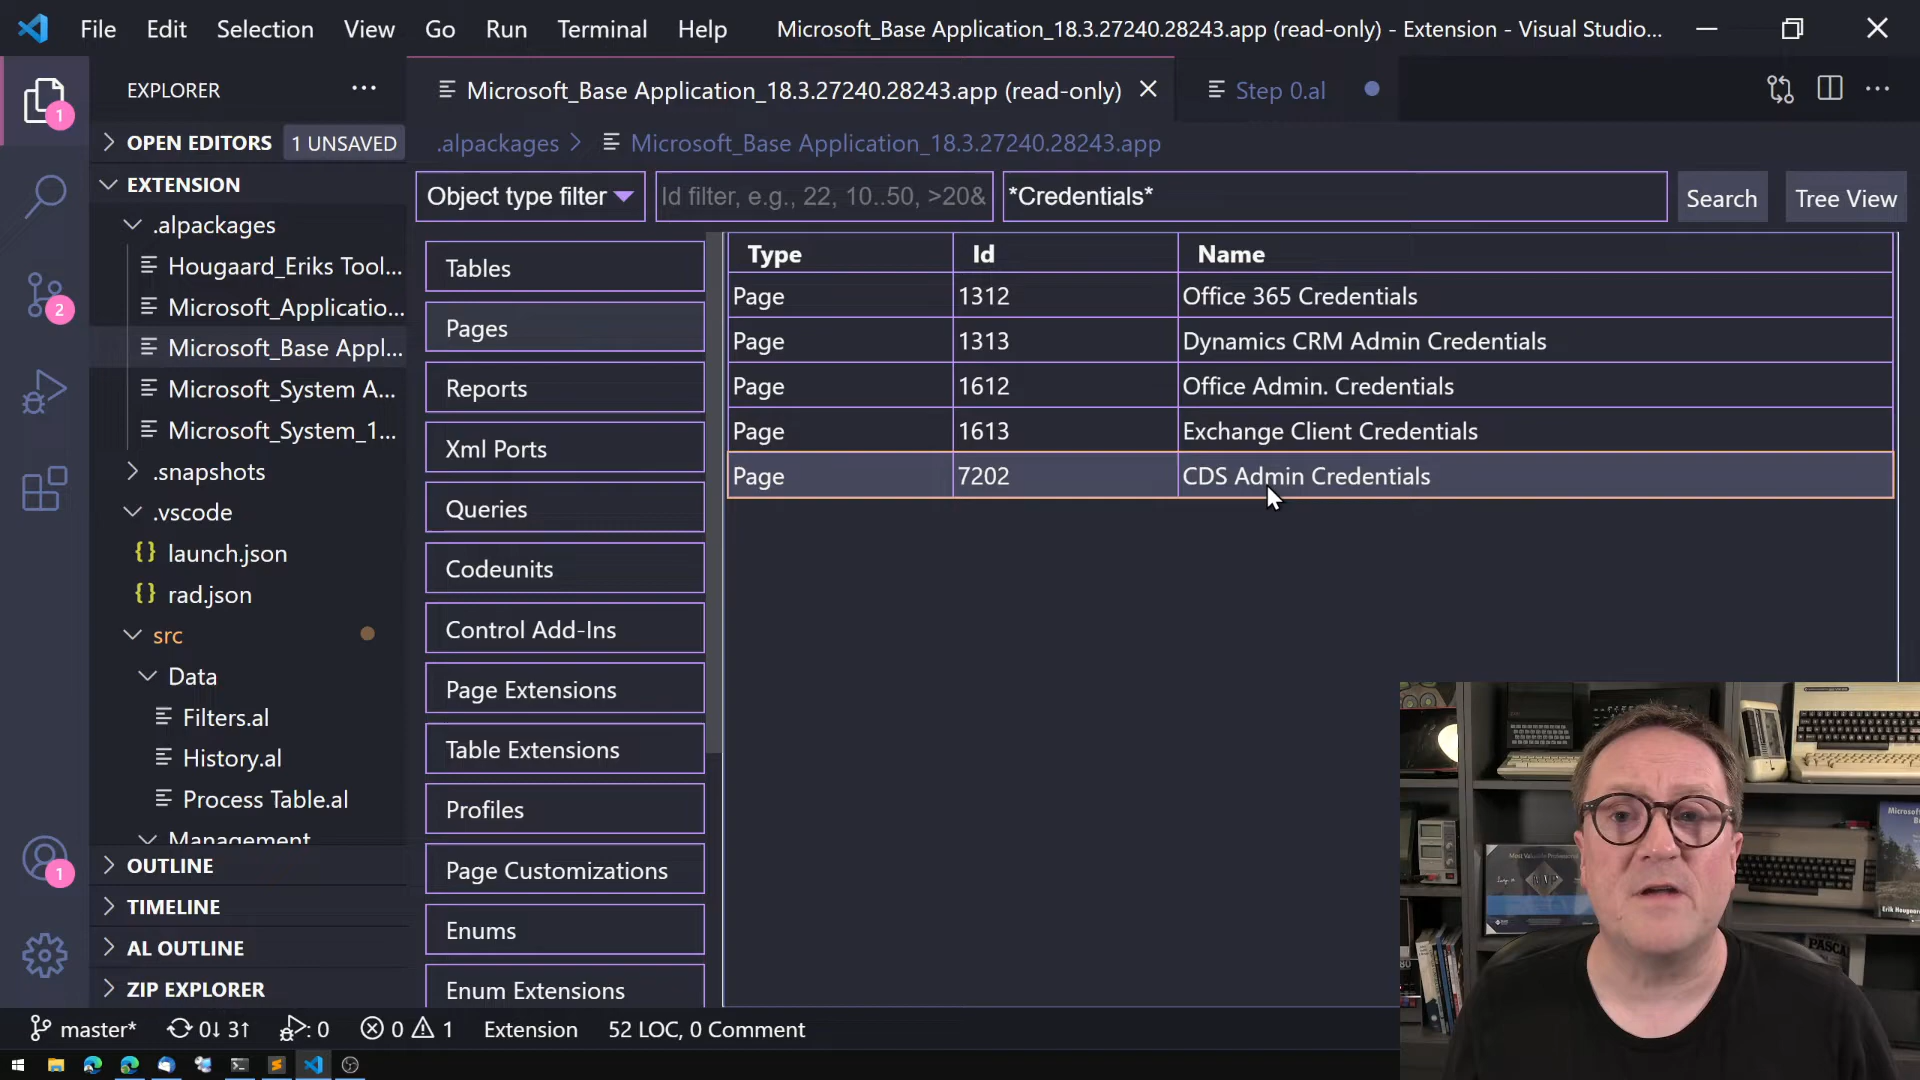 File Edit Selection View Go Run Terminal Help Microsoft_Base Application_18.3.27240.28243.app (read-only) - Extension - Visual Studio...
EXPLORER ...
Microsoft_Base Application_18.3.27240.28243.app (read-only)
Step 0.al
OPEN EDITORS 1 UNSAVED
.alpackages > Microsoft_Base Application_18.3.27240.28243.app
EXTENSION
Object type filter
Id filter, e.g., 22, 10..50, >20&
*Credentials*
Search
Tree View
.alpackages
Hougaard_Eriks Tool...
Microsoft_Applicatio...
Microsoft_Base Appl...
Microsoft_System A...
Microsoft_System_1...
.snapshots
.vscode
{} launch.json
{} rad.json
src
Data
Filters.al
History.al
Process Table.al
Management
OUTLINE
TIMELINE
AL OUTLINE
ZIP EXPLORER
1
2
1
Tables
Pages
Reports
Xml Ports
Queries
Codeunits
Control Add-Ins
Page Extensions
Table Extensions
Profiles
Page Customizations
Enums
Enum Extensions
Type Id Name
Page 1312 Office 365 Credentials
Page 1313 Dynamics CRM Admin Credentials
Page 1612 Office Admin. Credentials
Page 1613 Exchange Client Credentials
Page 7202 CDS Admin Credentials
master* 0↓ 3↑ 0 0 1 Extension 52 LOC, 0 Comment